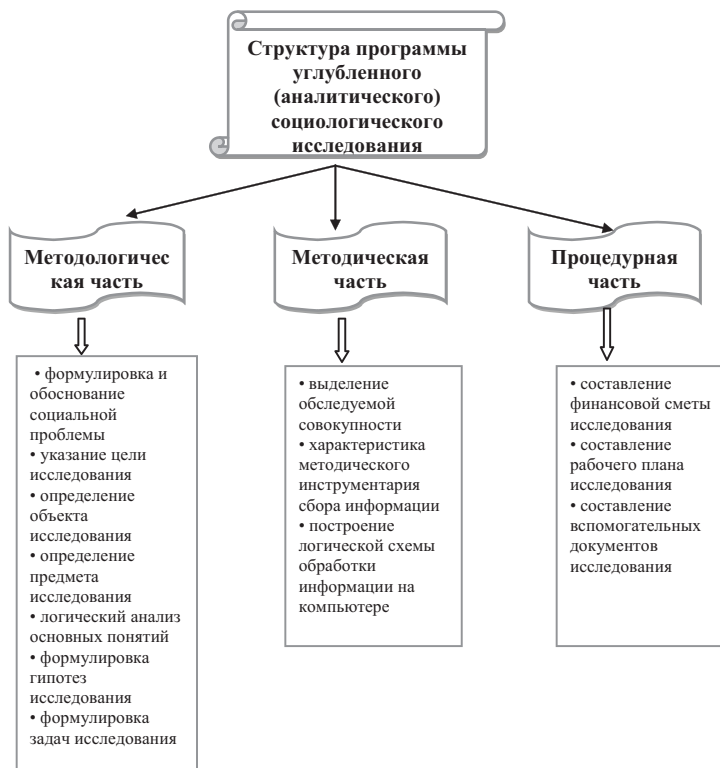 Структура программы
углубленного
(аналитического)
социологического
исследования
Методологичес
кая часть
Методическая
часть
Процедурная
часть
• формулировка и
обоснование
социальной
проблемы
• указание цели
исследования
• определение
объекта
исследования
• определение
предмета
исследования
• логический анализ
основных понятий
• формулировка
гипотез
исследования
• формулировка
задач исследования
• выделение
обследуемой
совокупности
• характеристика
методического
инструментария
сбора информации
• построение
логической схемы
обработки
информации на
компьютере
• составление
финансовой сметы
исследования
• составление
рабочего плана
исследования
• составление
вспомогательных
документов
исследования